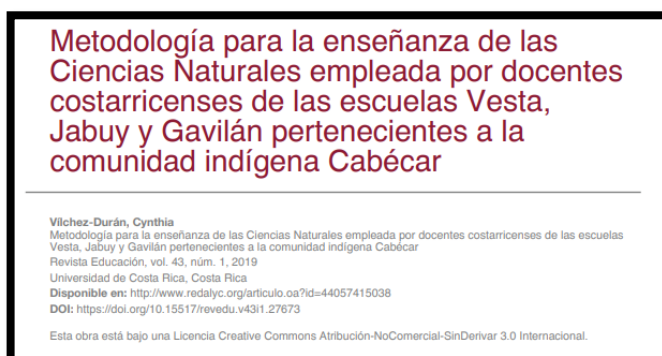 Metodología para la enseñanza de las
Ciencias Naturales empleada por docentes
costarricenses de las escuelas Vesta,
Jabuy y Gavilán pertenecientes a la
comunidad indígena Cabécar
Vílchez-Durán, Cynthia
Metodología para la enseñanza de las Ciencias Naturales empleada por docentes costarricenses de las escuelas
Vesta, Jabuy y Gavilán pertenecientes a la comunidad indígena Cabécar
Revista Educación, vol. 43, núm. 1, 2019
Universidad de Costa Rica, Costa Rica
Disponible en: http://www.redalyc.org/articulo.oa?id=44057415038
DOI: https://doi.org/10.15517/revedu.v43i1.27673
Esta obra está bajo una Licencia Creative Commons Atribución-NoComercial-SinDerivar 3.0 Internacional.